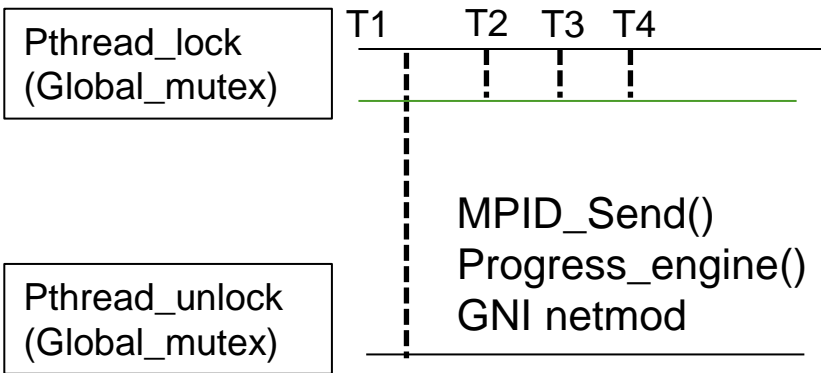 T1 T2 T3 T4
Pthread_lock
(Global_mutex)
MPID_Send()
Progress_engine()
GNI netmod
Pthread_unlock
(Global_mutex)